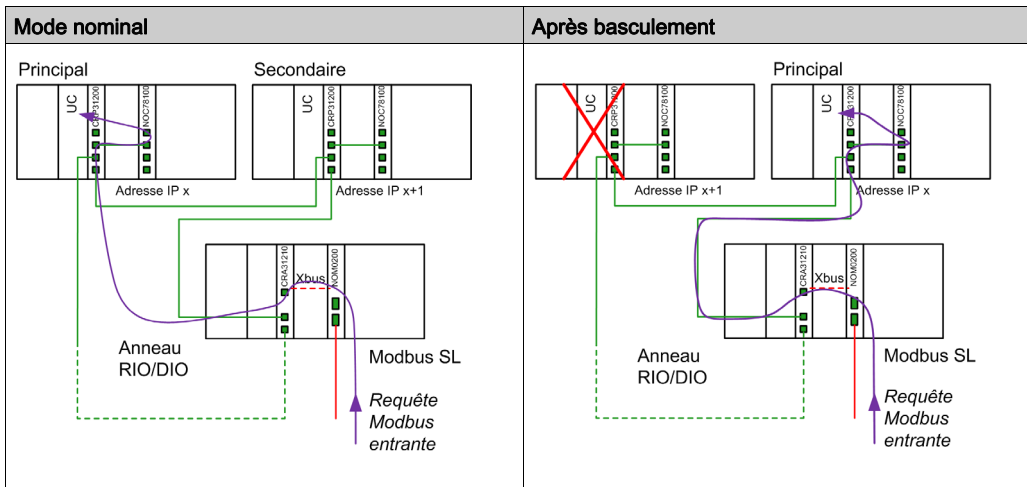 Mode nominal
Après basculement
Principal
Secondaire
UC
CRP31200
NOC78100
UC
CRP31200
NOC78100
Adresse IP x
Adresse IP x+1
CRA31210
Xbus
NOM0200
Anneau
RIO/DIO
Modbus SL
Requête
Modbus
entrante
Principal
UC
CRP31200
NOC78100
UC
CRP31200
NOC78100
Adresse IP x+1
Adresse IP x
CRA31210
Xbus
NOM0200
Anneau
RIO/DIO
Modbus SL
Requête
Modbus
entrante